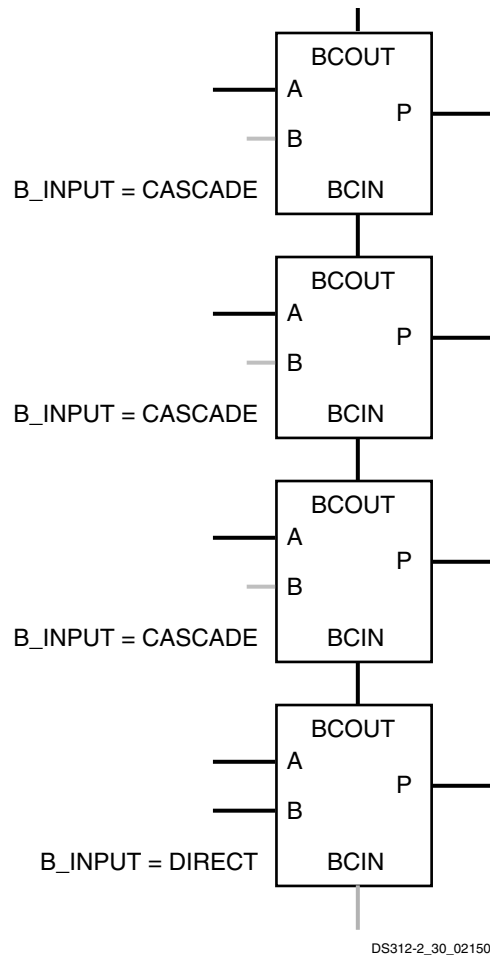 BCOUT
A
P
B
B_INPUT = CASCADE BCIN
BCOUT
A
P
B
B_INPUT = CASCADE BCIN
BCOUT
A
P
B
B_INPUT = CASCADE BCIN
BCOUT
A
P
B
B_INPUT = DIRECT BCIN
DS312-2_30_02150